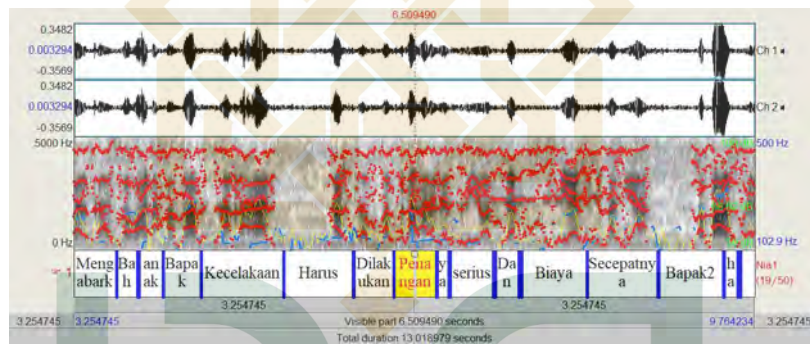 6.509490
0.3482
0.003294
-0.3569
Ch 1
0.3482
0.003294
-0.3569
Ch 2
5000 Hz
500 Hz
0 Hz
102.9 Hz
Meng
abark
Ba
h
an
ak
Bapa
k
Kecelakaan
Harus
Dilak
ukan
Pena
ngan
y
a
serius
Da
n
Biaya
Secepatny
a
Bapak2
h
a
1
Nia1
(19/50)
3.254745
3.254745
3.254745
3.254745
Visible part 6.509490 seconds
9.764234
3.254745
Total duration 13.018979 seconds